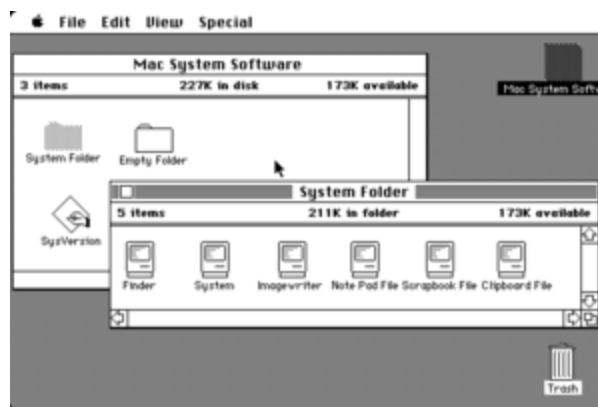 File Edit View Special
Mac System Software
3 items 227K in disk 173K available
Mac System Softw
System Folder Empty Folder
SysVersion
System Folder
5 items 211K in folder 173K available
Finder System Imagewriter Note Pad File Scrapbook File Clipboard File
Trash